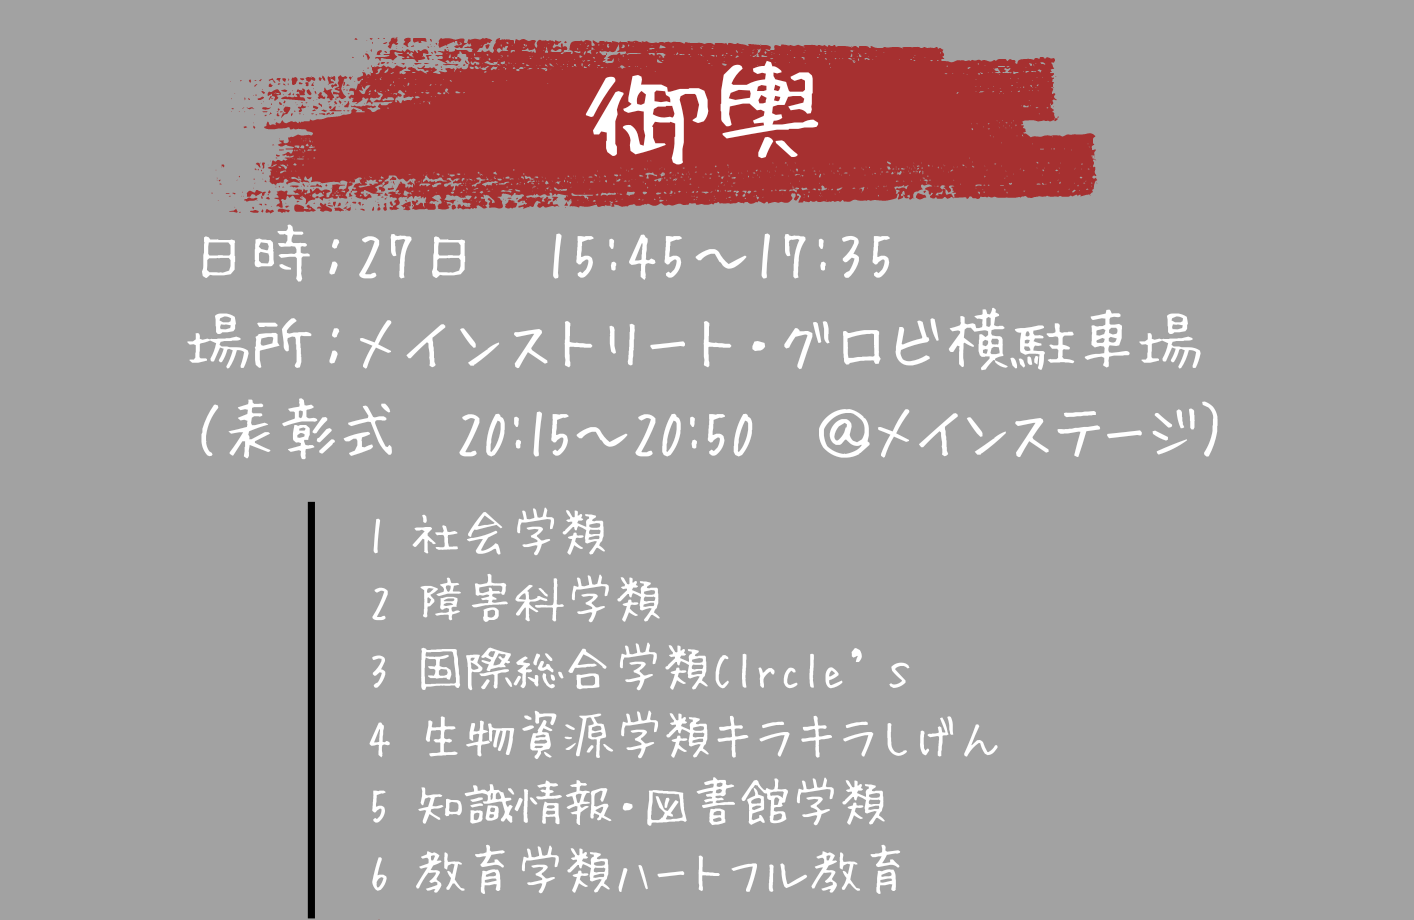 御輿
日時；27日　15:45～17:35
場所；メインストリート・グロビ横駐車場
（表彰式　20:15～20:50　@メインステージ）
1 社会学類
2 障害科学類
3 国際総合学類CIrcle’s
4 生物資源学類キラキラしげん
5 知識情報・図書館学類
6 教育学類ハートフル教育